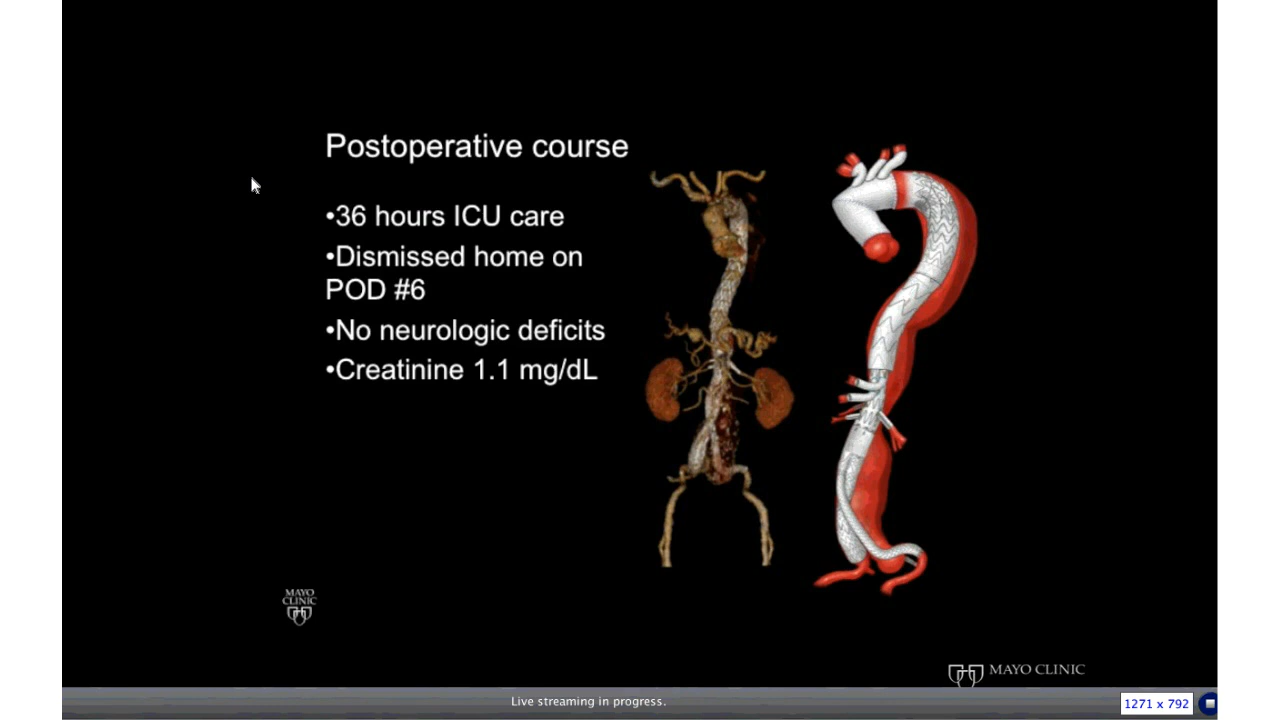 Postoperative course
•36 hours ICU care
•Dismissed home on
POD #6
•No neurologic deficits
•Creatinine 1.1 mg/dL
MAYO
CLINIC
MAYO CLINIC
Live streaming in progress.
1271 x 792